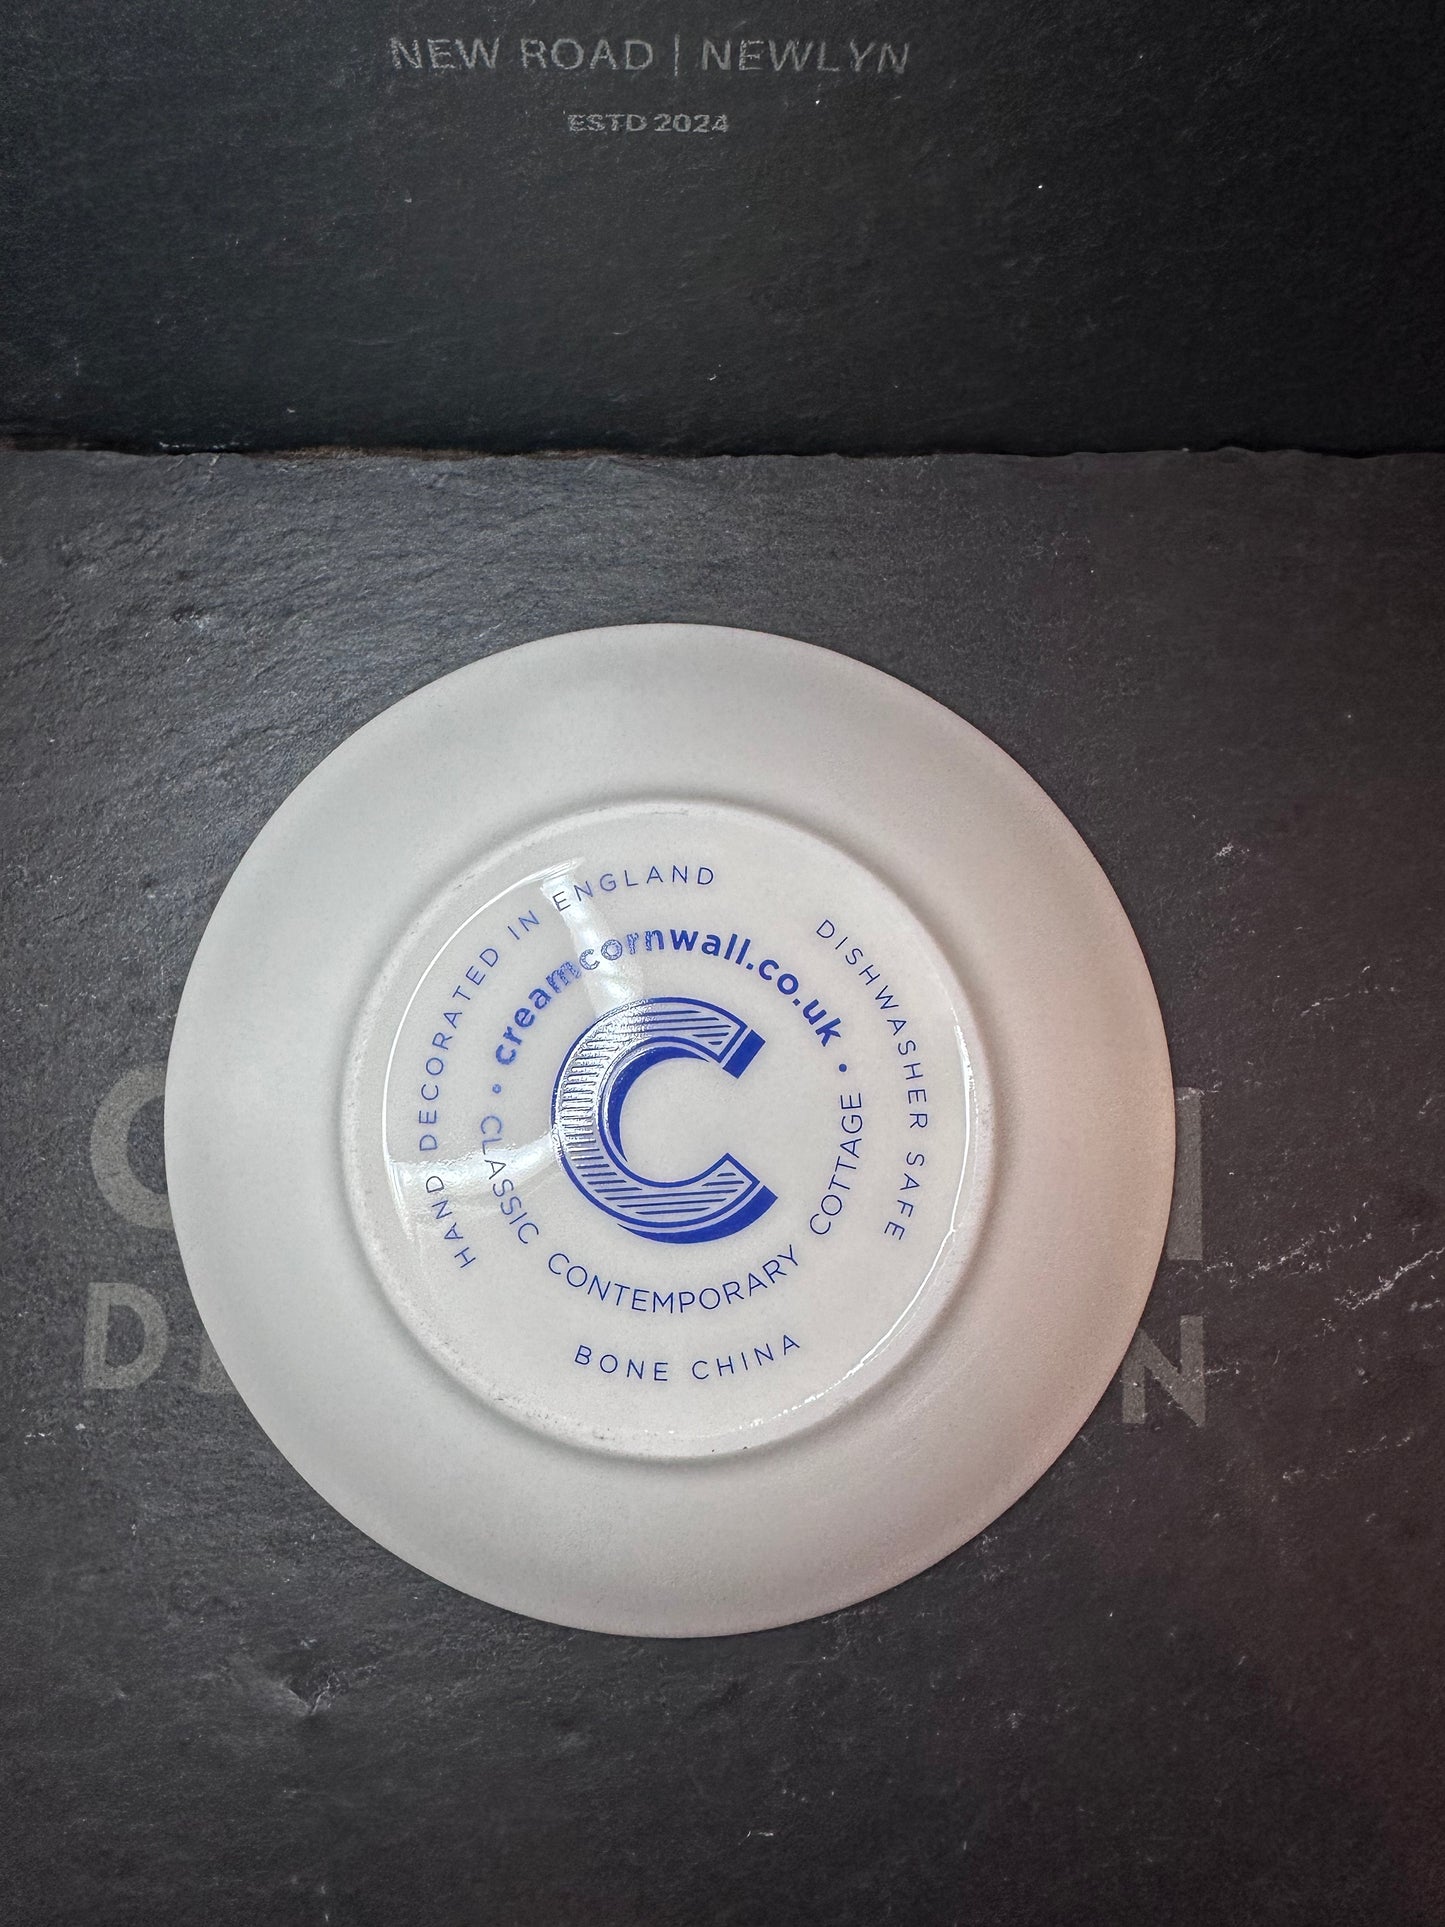 NEW ROAD | NEWLYN
ESTD 2024
HAND DECORATED IN ENGLAND
DISHWASHER SAFE
• creamcornwall.co.uk •
C
CLASSIC CONTEMPORARY COTTAGE
BONE CHINA